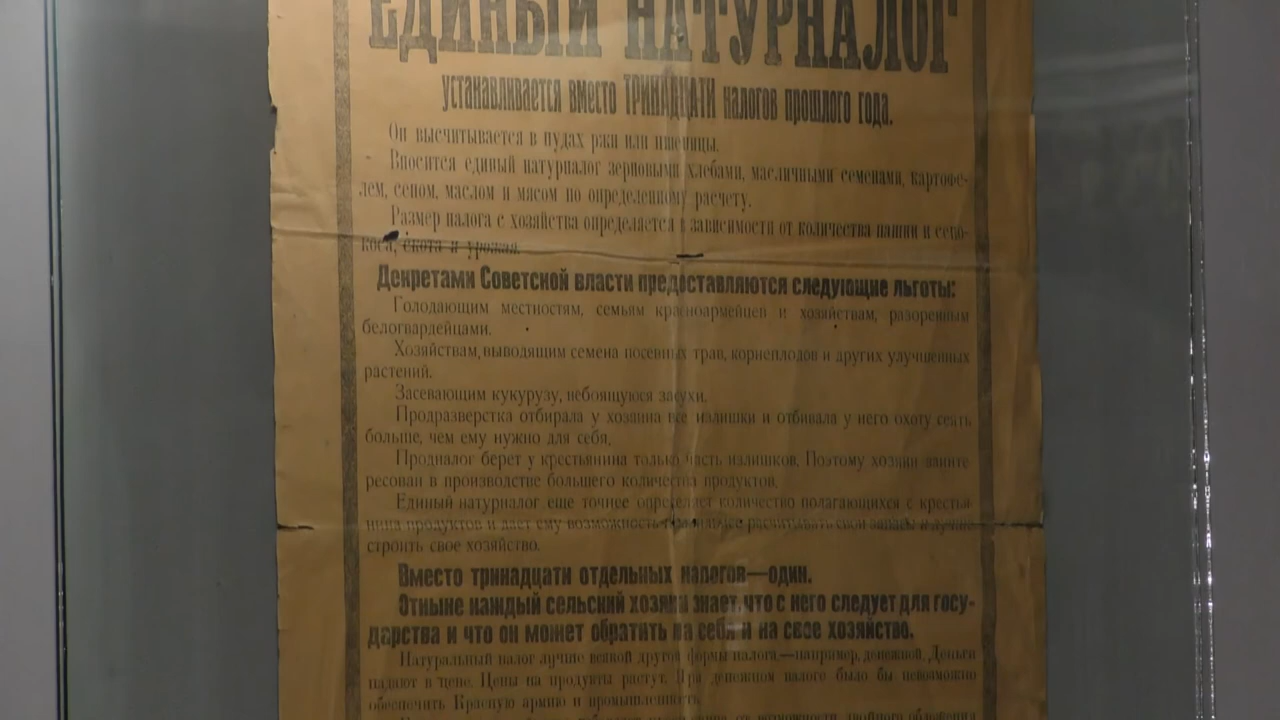 ЕДИНЫЙ НАТУРНАЛОГ
устанавливается вместо ТРИНАДЦАТИ налогов прошлого года.
Он высчитывается в пудах ржи или пшеницы.
Вносится единый натурналог зерновыми хлебами, масличными семенами, картофе-
лем, сеном, маслом и мясом по определенному расчету.
Размер налога с хозяйства определяется в зависимости от количества пашни и сено-
коса, скота и урожая.
Декретами Советской власти предоставляются следующие льготы:
Голодающим местностям, семьям красноармейцев и хозяйствам, разоренным
белогвардейцами.
Хозяйствам, выводящим семена посевных трав, корнеплодов и других улучшенных
растений.
Засевающим кукурузу, небоящуюся засухи.
Продразверстка отбирала у хозяина все излишки и отбивала у него охоту сеять
больше, чем ему нужно для себя.
Продналог берет у крестьянина только часть излишков. Поэтому хозяин заинте-
ресован в производстве большего количества продуктов.
Единый натурналог еще точнее определяет количество полагающихся с крестья-
нина продуктов и дает ему возможность рассчитывать свои запасы и лучше
строить свое хозяйство.
Вместо тринадцати отдельных налогов—один.
Отныне каждый сельский хозяин знает, что с него следует для госу-
дарства и что он может обратить на себя и на свое хозяйство.
Натуральный налог лучше всякой другой формы налога,—например, денежной. Деньги
падают в цене. Цены на продукты растут. При денежном налоге было бы невозможно
обеспечить Красную армию и промышленность.